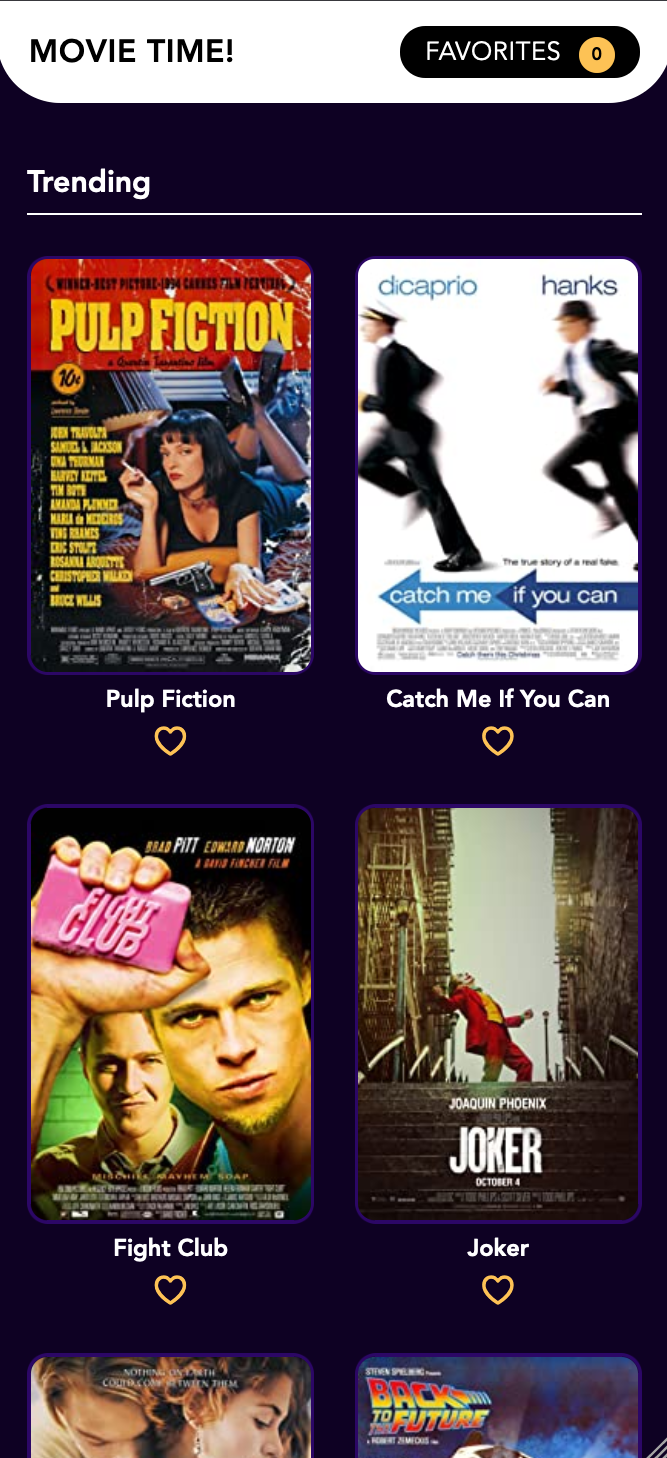 MOVIE TIME!
FAVORITES 0
Trending
WINNER-BEST PICTURE-1994 CANNES FILM FESTIVAL
PULP FICTION
a Quentin Tarantino film
10¢
JOHN TRAVOLTA
SAMUEL L. JACKSON
UMA THURMAN
HARVEY KEITEL
TIM ROTH
AMANDA PLUMMER
MARIA de MEDEIROS
VING RHAMES
ERIC STOLTZ
ROSANNA ARQUETTE
CHRISTOPHER WALKEN
and
BRUCE WILLIS
MIRAMAX
dicaprio hanks
The true story of a real fake.
catch me if you can
Catch them this Christmas
Pulp Fiction
Catch Me If You Can
BRAD PITT EDWARD NORTON
A DAVID FINCHER FILM
FIGHT CLUB
MISCHIEF. MAYHEM. SOAP.
JOAQUIN PHOENIX
JOKER
OCTOBER 4
Fight Club
Joker
NOTHING ON EARTH
COULD COME BETWEEN THEM.
STEVEN SPIELBERG Presents
BACK
TO THE FUTURE
A ROBERT ZEMECKIS Film